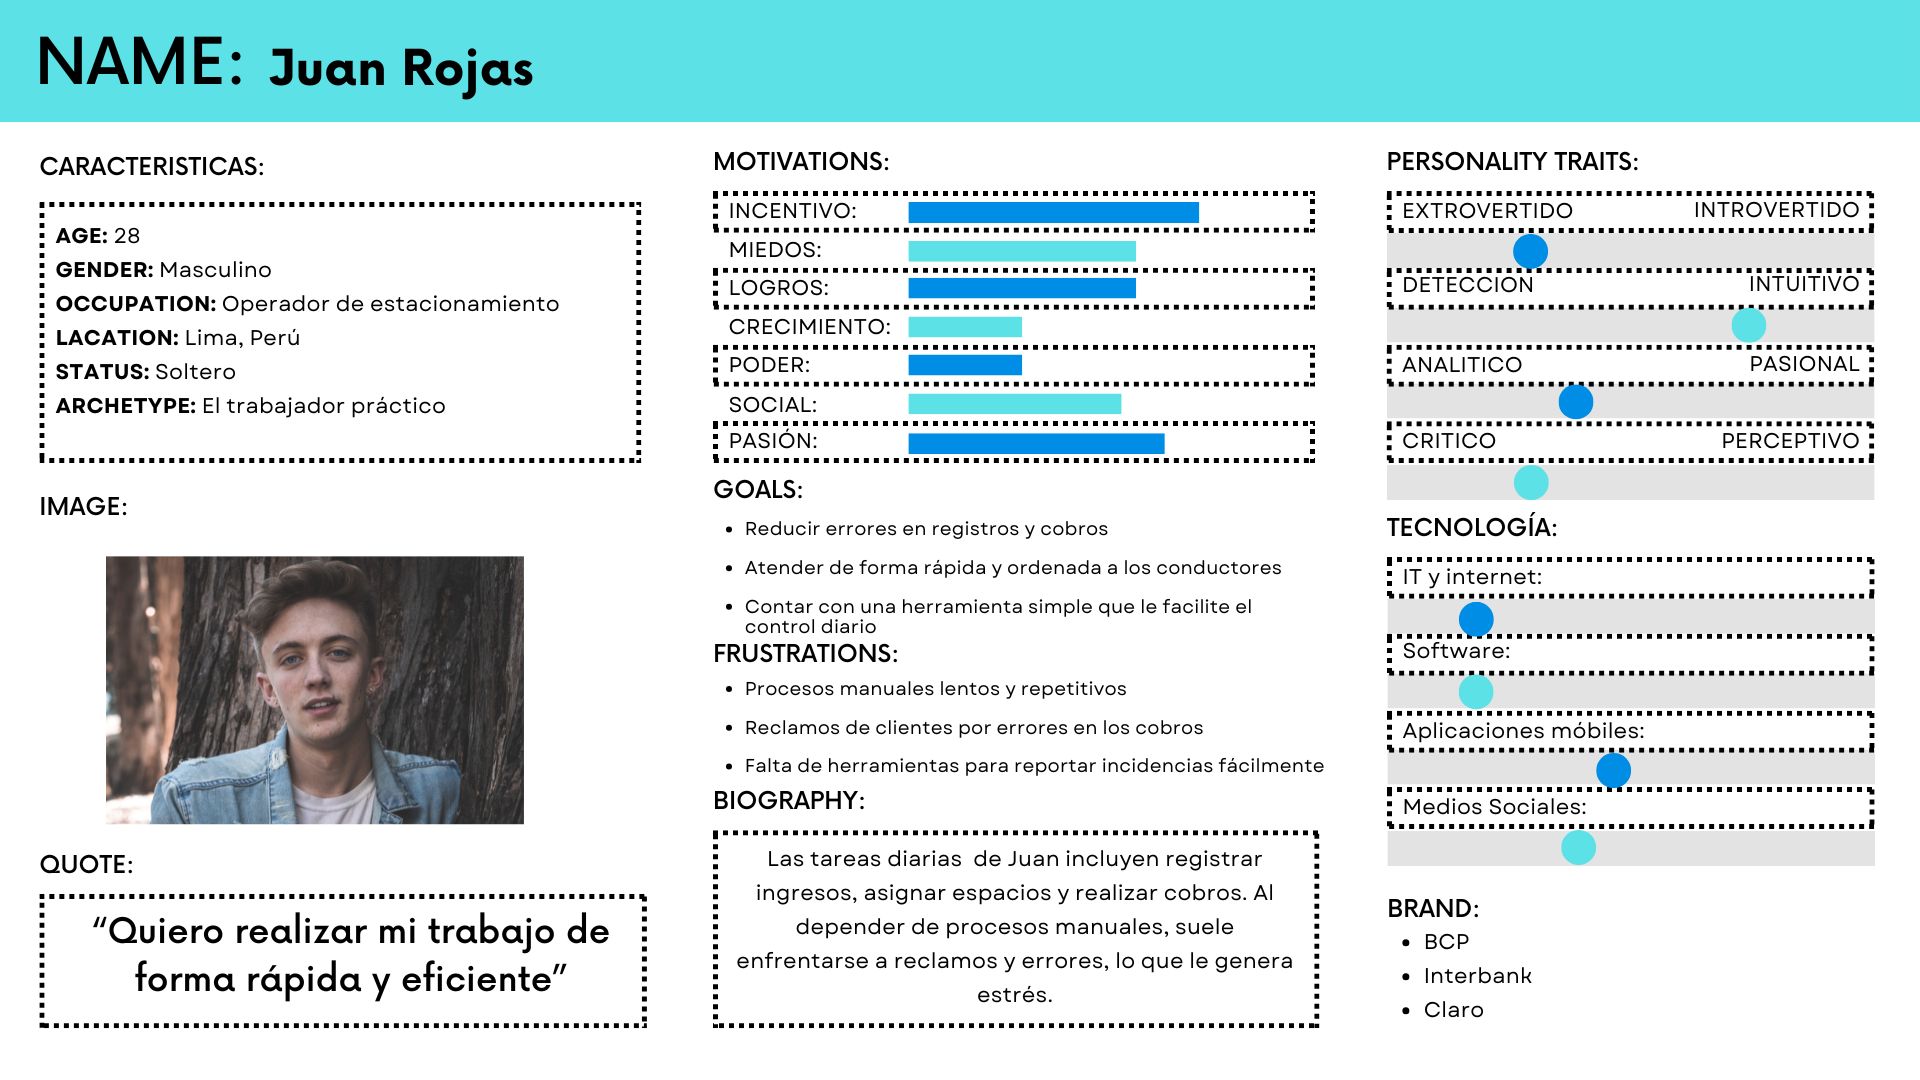 NAME: Juan Rojas
CARACTERISTICAS:
AGE: 28
GENDER: Masculino
OCCUPATION: Operador de estacionamiento
LACATION: Lima, Perú
STATUS: Soltero
ARCHETYPE: El trabajador práctico
IMAGE:
QUOTE:
“Quiero realizar mi trabajo de
forma rápida y eficiente”
MOTIVATIONS:
INCENTIVO:
MIEDOS:
LOGROS:
CRECIMIENTO:
PODER:
SOCIAL:
PASIÓN:
GOALS:
• Reducir errores en registros y cobros
• Atender de forma rápida y ordenada a los conductores
• Contar con una herramienta simple que le facilite el
control diario
FRUSTRATIONS:
• Procesos manuales lentos y repetitivos
• Reclamos de clientes por errores en los cobros
• Falta de herramientas para reportar incidencias fácilmente
BIOGRAPHY:
Las tareas diarias de Juan incluyen registrar
ingresos, asignar espacios y realizar cobros. Al
depender de procesos manuales, suele
enfrentarse a reclamos y errores, lo que le genera
estrés.
PERSONALITY TRAITS:
EXTROVERTIDO INTROVERTIDO
DETECCION INTUITIVO
ANALITICO PASIONAL
CRITICO PERCEPTIVO
TECNOLOGÍA:
IT y internet:
Software:
Aplicaciones móbiles:
Medios Sociales:
BRAND:
• BCP
• Interbank
• Claro